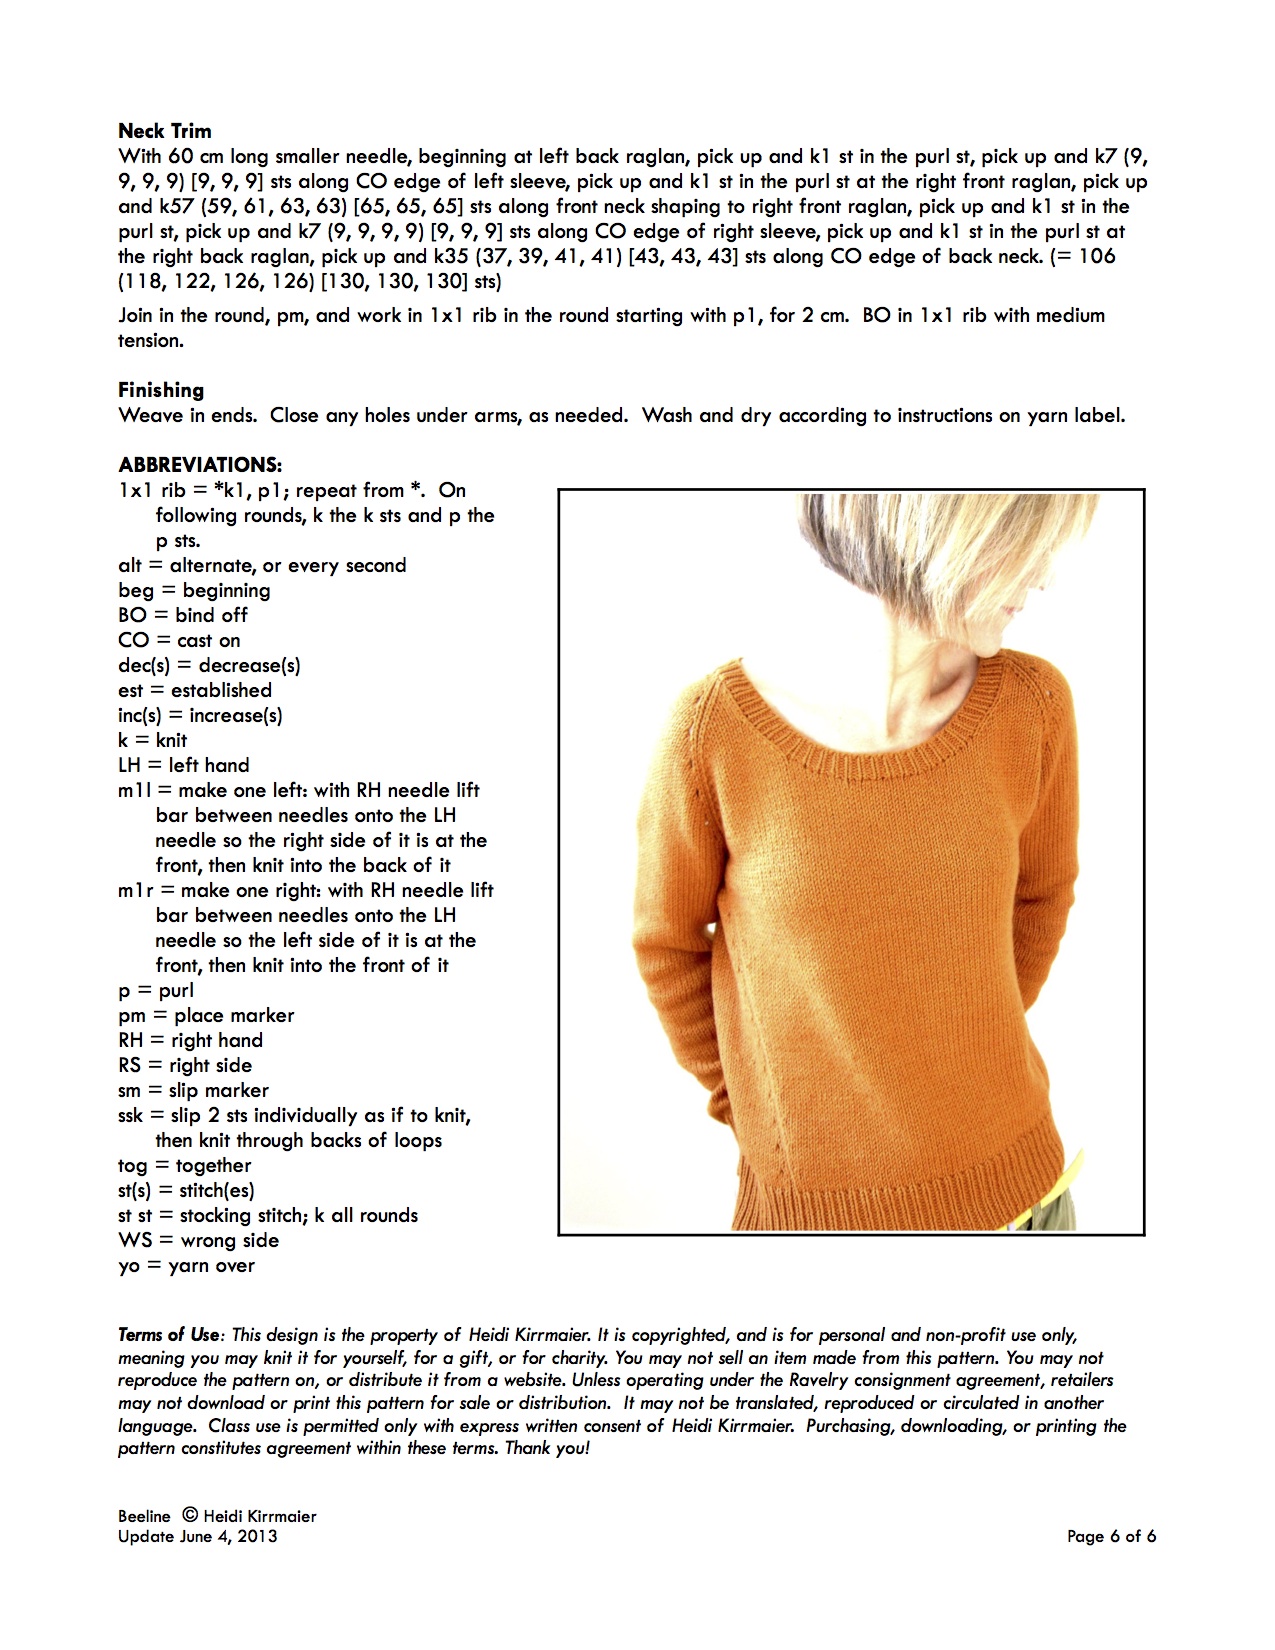 Neck Trim
With 60 cm long smaller needle, beginning at left back raglan, pick up and k1 st in the purl st, pick up and k7 (9,
9, 9, 9) [9, 9, 9] sts along CO edge of left sleeve, pick up and k1 st in the purl st at the right front raglan, pick up
and k57 (59, 61, 63, 63) [65, 65, 65] sts along front neck shaping to right front raglan, pick up and k1 st in the
purl st, pick up and k7 (9, 9, 9, 9) [9, 9, 9] sts along CO edge of right sleeve, pick up and k1 st in the purl st at
the right back raglan, pick up and k35 (37, 39, 41, 41) [43, 43, 43] sts along CO edge of back neck. (= 106
(118, 122, 126, 126) [130, 130, 130] sts)
Join in the round, pm, and work in 1x1 rib in the round starting with p1, for 2 cm.  BO in 1x1 rib with medium
tension.
Finishing
Weave in ends.  Close any holes under arms, as needed.  Wash and dry according to instructions on yarn label.
ABBREVIATIONS:
1x1 rib = *k1, p1; repeat from *.  On
following rounds, k the k sts and p the
p sts.
alt = alternate, or every second
beg = beginning
BO = bind off
CO = cast on
dec(s) = decrease(s)
est = established
inc(s) = increase(s)
k = knit
LH = left hand
m1l = make one left: with RH needle lift
bar between needles onto the LH
needle so the right side of it is at the
front, then knit into the back of it
m1r = make one right: with RH needle lift
bar between needles onto the LH
needle so the left side of it is at the
front, then knit into the front of it
p = purl
pm = place marker
RH = right hand
RS = right side
sm = slip marker
ssk = slip 2 sts individually as if to knit,
then knit through backs of loops
tog = together
st(s) = stitch(es)
st st = stocking stitch; k all rounds
WS = wrong side
yo = yarn over
Terms of Use: This design is the property of Heidi Kirrmaier. It is copyrighted, and is for personal and non-profit use only,
meaning you may knit it for yourself, for a gift, or for charity. You may not sell an item made from this pattern. You may not
reproduce the pattern on, or distribute it from a website. Unless operating under the Ravelry consignment agreement, retailers
may not download or print this pattern for sale or distribution.  It may not be translated, reproduced or circulated in another
language.  Class use is permitted only with express written consent of Heidi Kirrmaier.  Purchasing, downloading, or printing the
pattern constitutes agreement within these terms. Thank you!
Beeline  © Heidi Kirrmaier
Update June 4, 2013
Page 6 of 6